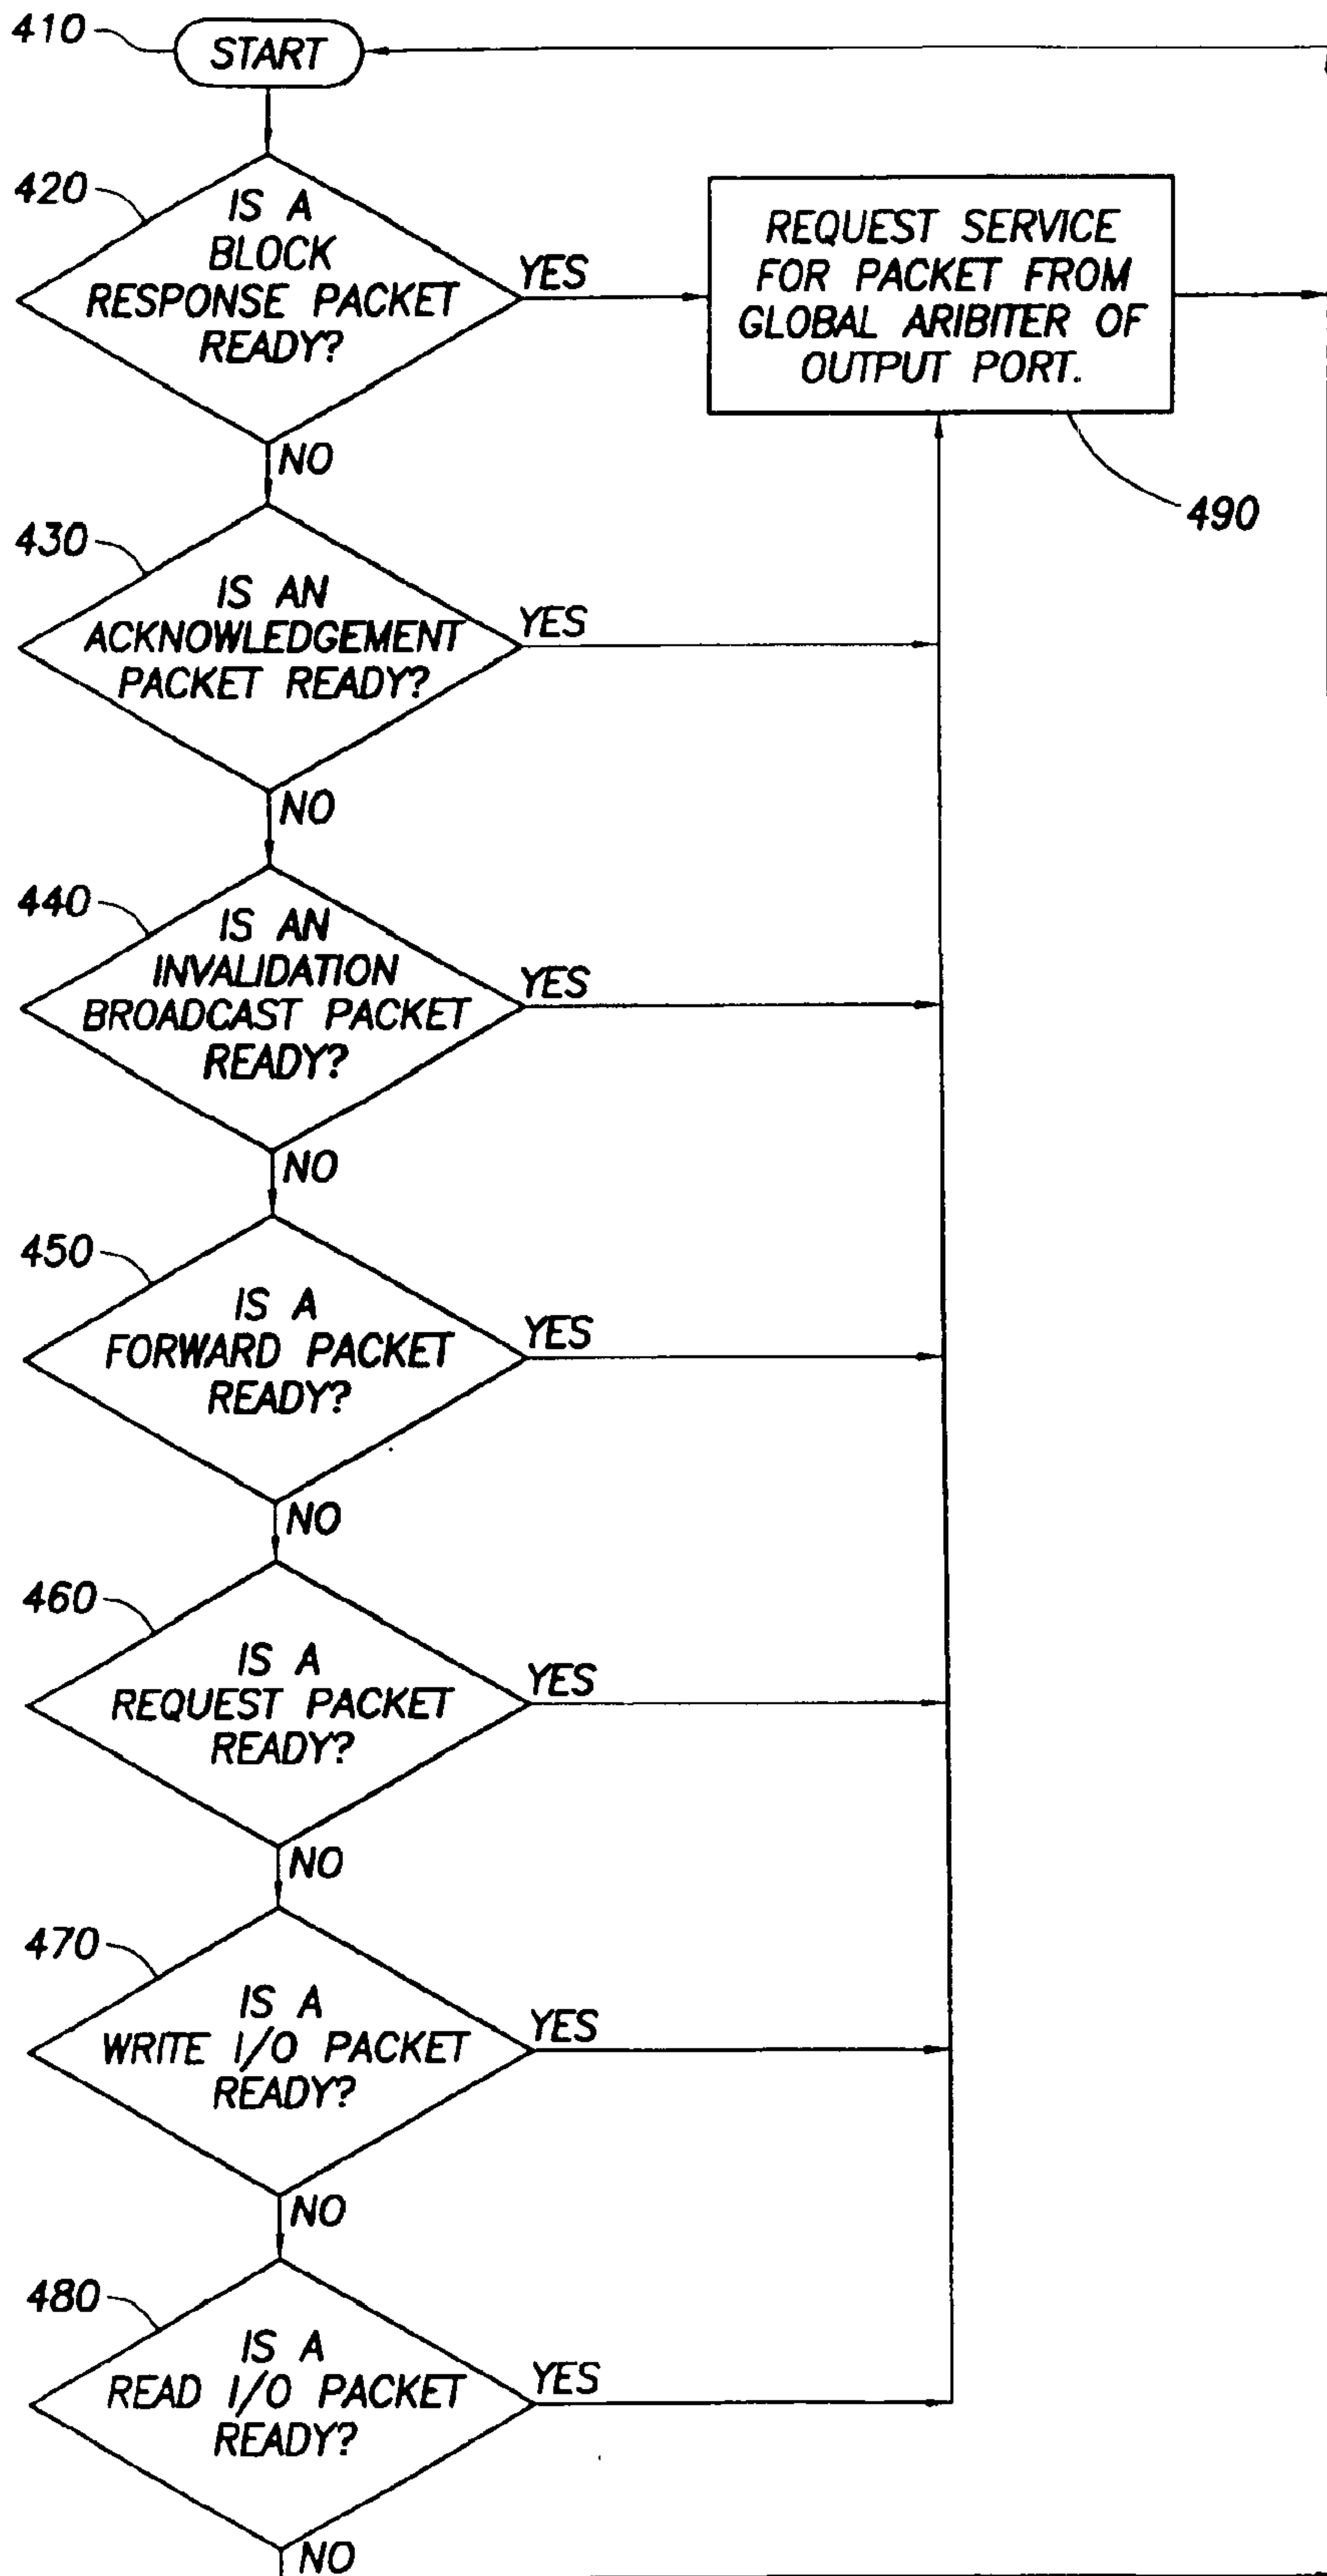 410
START
420
IS A
BLOCK
RESPONSE PACKET
READY?
YES
REQUEST SERVICE
FOR PACKET FROM
GLOBAL ARIBITER OF
OUTPUT PORT.
490
NO
430
IS AN
ACKNOWLEDGEMENT
PACKET READY?
YES
NO
440
IS AN
INVALIDATION
BROADCAST PACKET
READY?
YES
NO
450
IS A
FORWARD PACKET
READY?
YES
NO
460
IS A
REQUEST PACKET
READY?
YES
NO
470
IS A
WRITE I/O PACKET
READY?
YES
NO
480
IS A
READ I/O PACKET
READY?
YES
NO